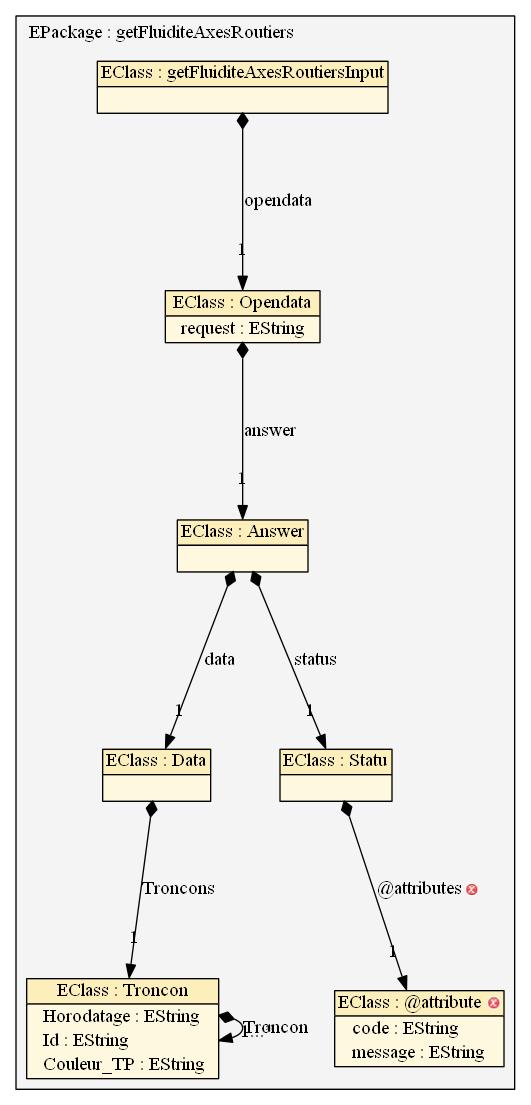 EPackage : getFluiditeAxesRoutiers
EClass : getFluiditeAxesRoutiersInput
opendata
1
EClass : Opendata
request : EString
answer
1
EClass : Answer
data
status
1
1
EClass : Data
EClass : Statu
Troncons
@attributes
1
1
EClass : Troncon
Horodatage : EString
Id : EString
Couleur_TP : EString
Troncon
EClass : @attribute
code : EString
message : EString